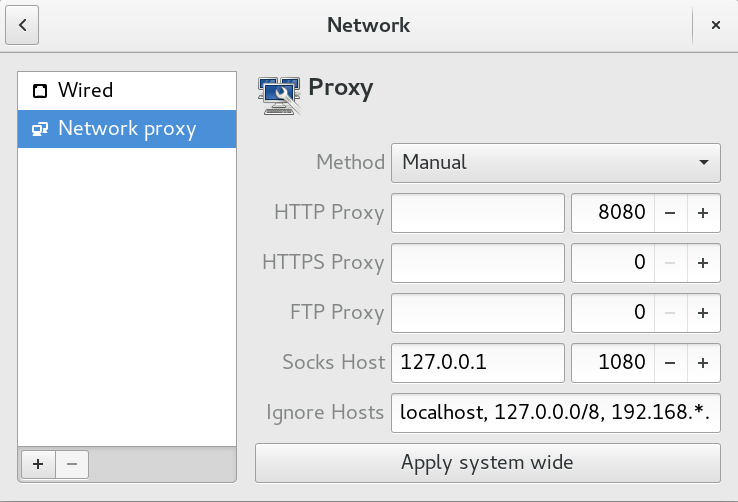 Network
Wired
Network proxy
Proxy
Method Manual
HTTP Proxy 8080 − +
HTTPS Proxy 0 − +
FTP Proxy 0 − +
Socks Host 127.0.0.1 1080 − +
Ignore Hosts localhost, 127.0.0.0/8, 192.168.*.
+ −
Apply system wide